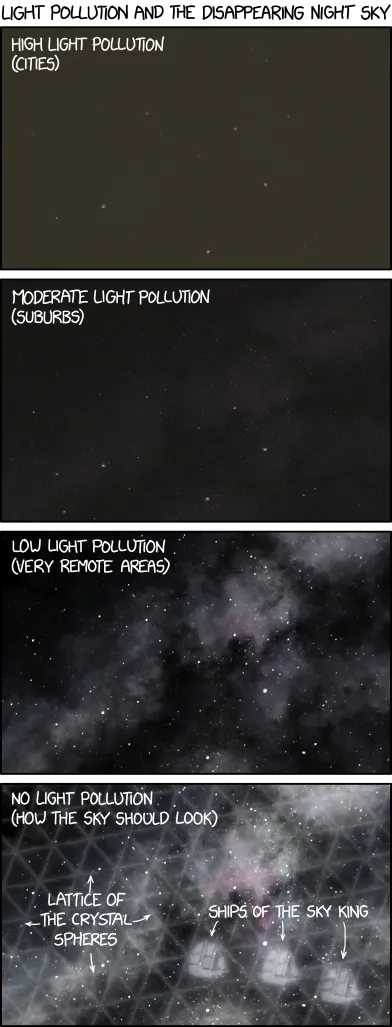 LIGHT POLLUTION AND THE DISAPPEARING NIGHT SKY
HIGH LIGHT POLLUTION
(CITIES)
MODERATE LIGHT POLLUTION
(SUBURBS)
LOW LIGHT POLLUTION
(VERY REMOTE AREAS)
NO LIGHT POLLUTION
(HOW THE SKY SHOULD LOOK)
LATTICE OF
THE CRYSTAL
SPHERES
SHIPS OF THE SKY KING